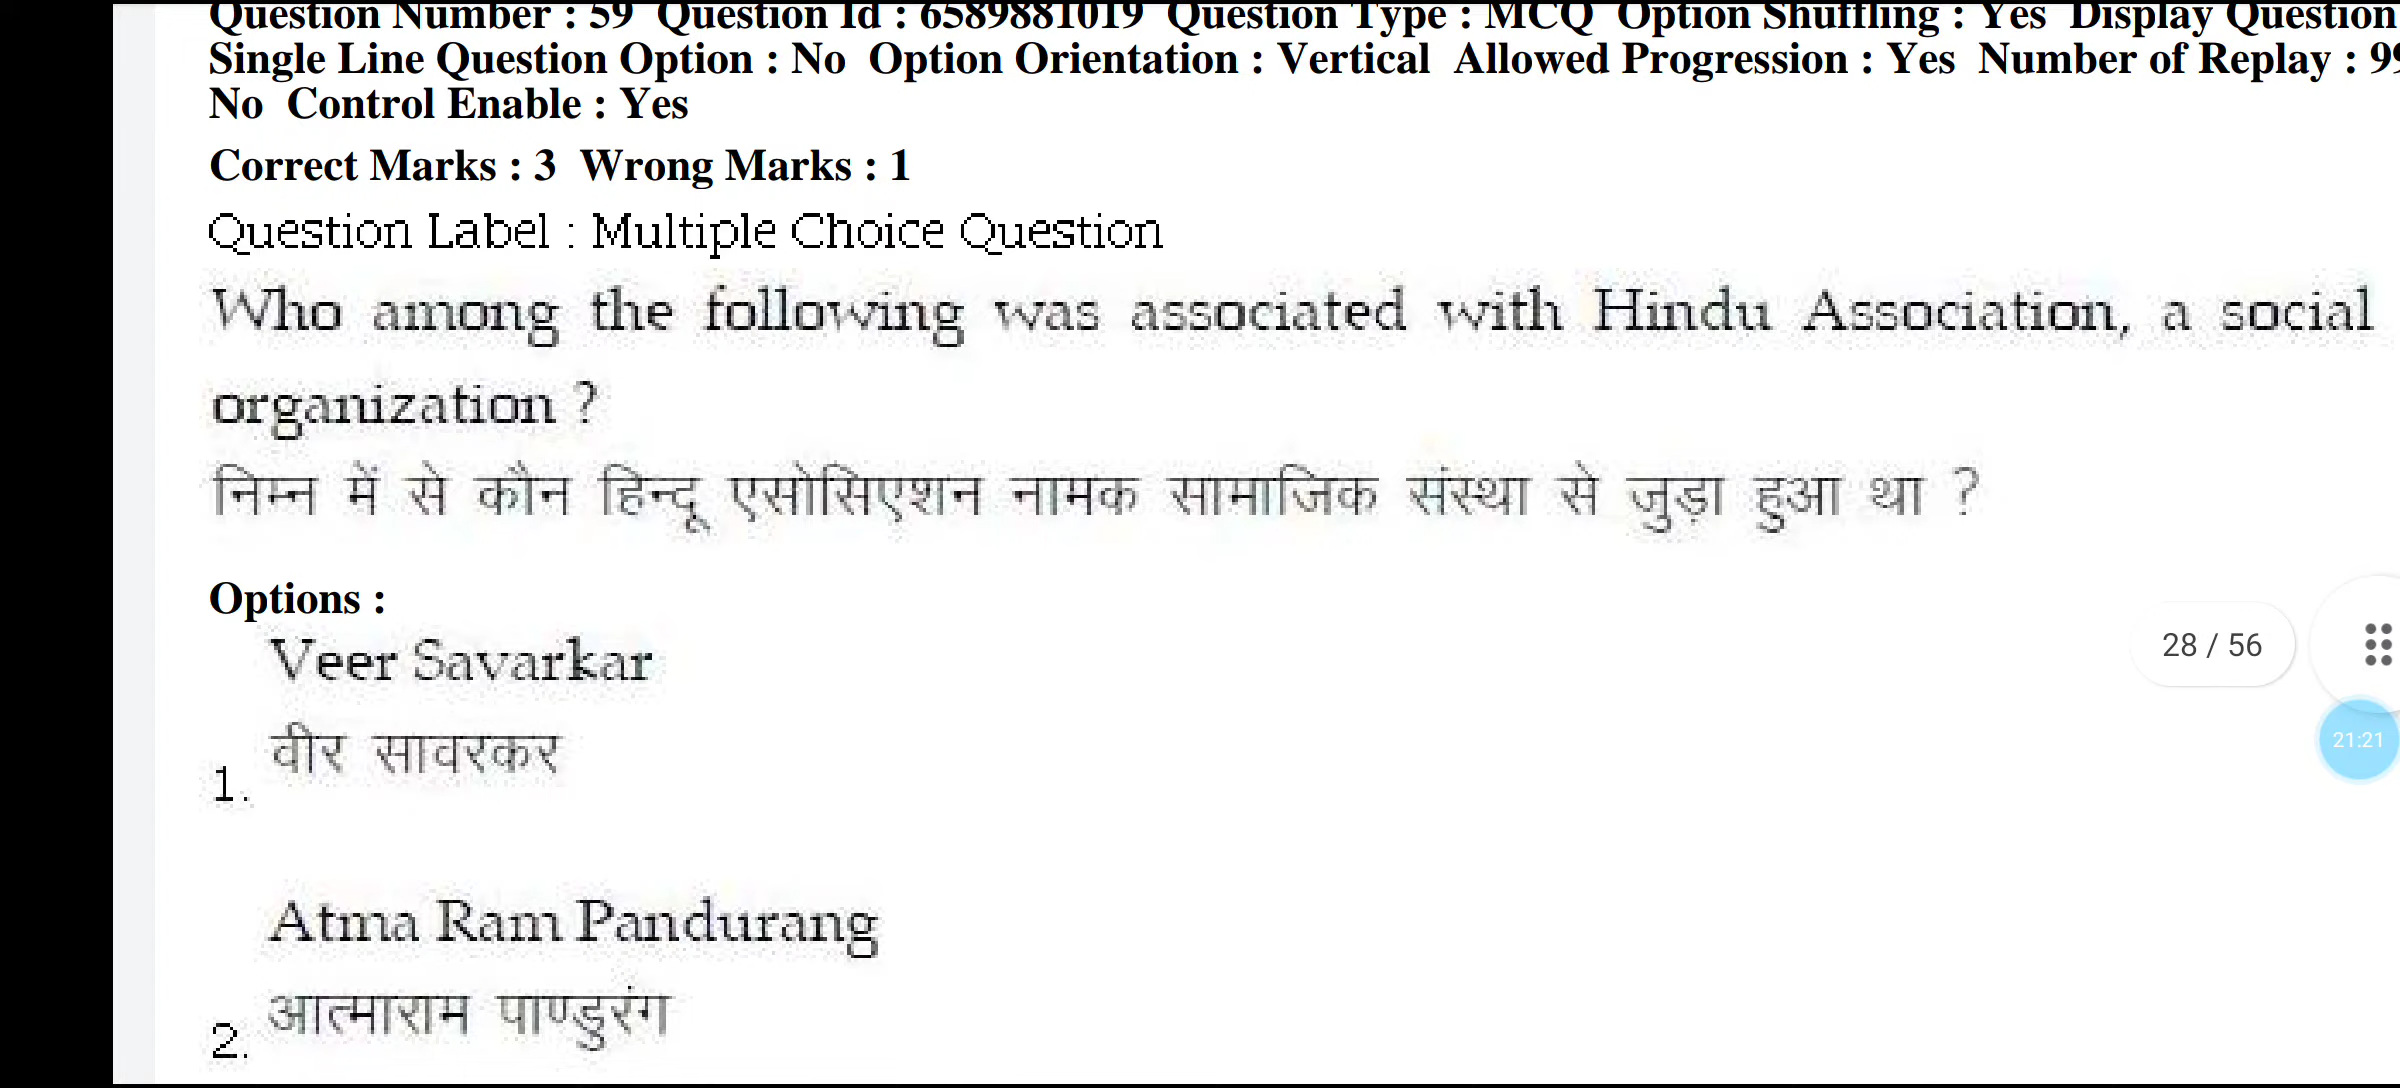 Question Number : 59 Question Id : 6589881019 Question Type : MCQ Option Shuffling : Yes Display Question
Single Line Question Option : No Option Orientation : Vertical Allowed Progression : Yes Number of Replay : 99
No Control Enable : Yes
Correct Marks : 3 Wrong Marks : 1
Question Label : Multiple Choice Question
Who among the following was associated with Hindu Association, a social
organization ?
निम्न में से कौन हिन्दू एसोसिएशन नामक सामाजिक संस्था से जुड़ा हुआ था ?
Options :
Veer Savarkar
वीर सावरकर
1.
28 / 56
21:21
Atma Ram Pandurang
आत्माराम पाण्डुरंग
2.